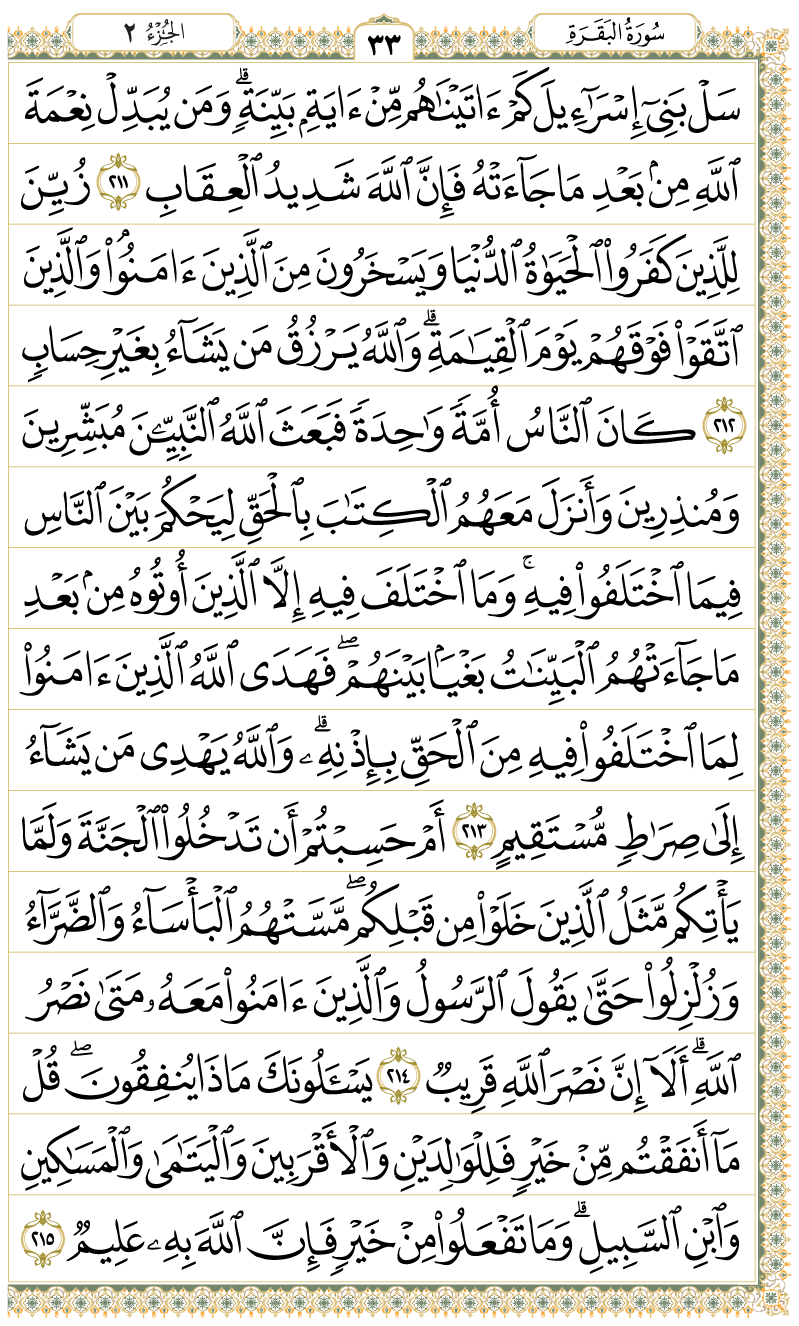 سُورَةُ البَقَرَةِ
٣٣
الجُزْءُ ٢
سَلْ بَنِىٓ إِسْرَٰٓءِيلَ كَمْ ءَاتَيْنَٰهُم مِّنْ ءَايَةٍۭ بَيِّنَةٍۗ وَمَن يُبَدِّلْ نِعْمَةَ
ٱللَّهِ مِنۢ بَعْدِ مَا جَآءَتْهُ فَإِنَّ ٱللَّهَ شَدِيدُ ٱلْعِقَابِ ٢١١ زُيِّنَ
لِلَّذِينَ كَفَرُوا۟ ٱلْحَيَوٰةُ ٱلدُّنْيَا وَيَسْخَرُونَ مِنَ ٱلَّذِينَ ءَامَنُوا۟ۘ وَٱلَّذِينَ
ٱتَّقَوْا۟ فَوْقَهُمْ يَوْمَ ٱلْقِيَٰمَةِۗ وَٱللَّهُ يَرْزُقُ مَن يَشَآءُ بِغَيْرِ حِسَابٍ
٢١٢ كَانَ ٱلنَّاسُ أُمَّةً وَٰحِدَةً فَبَعَثَ ٱللَّهُ ٱلنَّبِيِّـۧنَ مُبَشِّرِينَ
وَمُنذِرِينَ وَأَنزَلَ مَعَهُمُ ٱلْكِتَٰبَ بِٱلْحَقِّ لِيَحْكُمَ بَيْنَ ٱلنَّاسِ
فِيمَا ٱخْتَلَفُوا۟ فِيهِۚ وَمَا ٱخْتَلَفَ فِيهِ إِلَّا ٱلَّذِينَ أُوتُوهُ مِنۢ بَعْدِ
مَا جَآءَتْهُمُ ٱلْبَيِّنَٰتُ بَغْيًۢا بَيْنَهُمْۖ فَهَدَى ٱللَّهُ ٱلَّذِينَ ءَامَنُوا۟
لِمَا ٱخْتَلَفُوا۟ فِيهِ مِنَ ٱلْحَقِّ بِإِذْنِهِۦۗ وَٱللَّهُ يَهْدِى مَن يَشَآءُ
إِلَىٰ صِرَٰطٍ مُّسْتَقِيمٍ ٢١٣ أَمْ حَسِبْتُمْ أَن تَدْخُلُوا۟ ٱلْجَنَّةَ وَلَمَّا
يَأْتِكُم مَّثَلُ ٱلَّذِينَ خَلَوْا۟ مِن قَبْلِكُمۖ مَّسَّتْهُمُ ٱلْبَأْسَآءُ وَٱلضَّرَّآءُ
وَزُلْزِلُوا۟ حَتَّىٰ يَقُولَ ٱلرَّسُولُ وَٱلَّذِينَ ءَامَنُوا۟ مَعَهُۥ مَتَىٰ نَصْرُ
ٱللَّهِۗ أَلَآ إِنَّ نَصْرَ ٱللَّهِ قَرِيبٌ ٢١٤ يَسْـَٔلُونَكَ مَاذَا يُنفِقُونَۖ قُلْ
مَآ أَنفَقْتُم مِّنْ خَيْرٍ فَلِلْوَٰلِدَيْنِ وَٱلْأَقْرَبِينَ وَٱلْيَتَٰمَىٰ وَٱلْمَسَٰكِينِ
وَٱبْنِ ٱلسَّبِيلِۗ وَمَا تَفْعَلُوا۟ مِنْ خَيْرٍ فَإِنَّ ٱللَّهَ بِهِۦ عَلِيمٌ ٢١٥